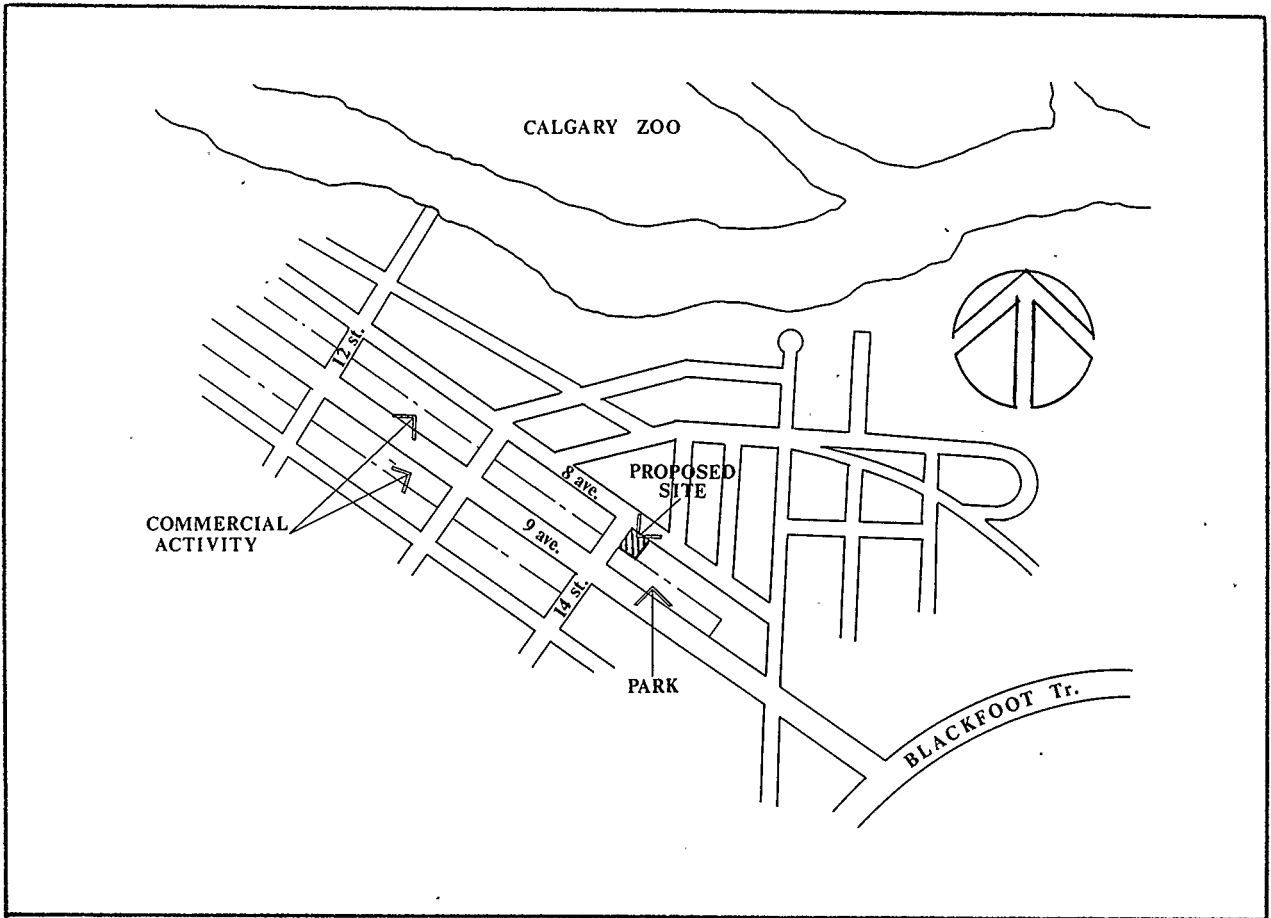 CALGARY ZOO
12 st.
PROPOSED
SITE
8 ave.
COMMERCIAL
ACTIVITY
9 ave.
14 st.
PARK
BLACKFOOT Tr.